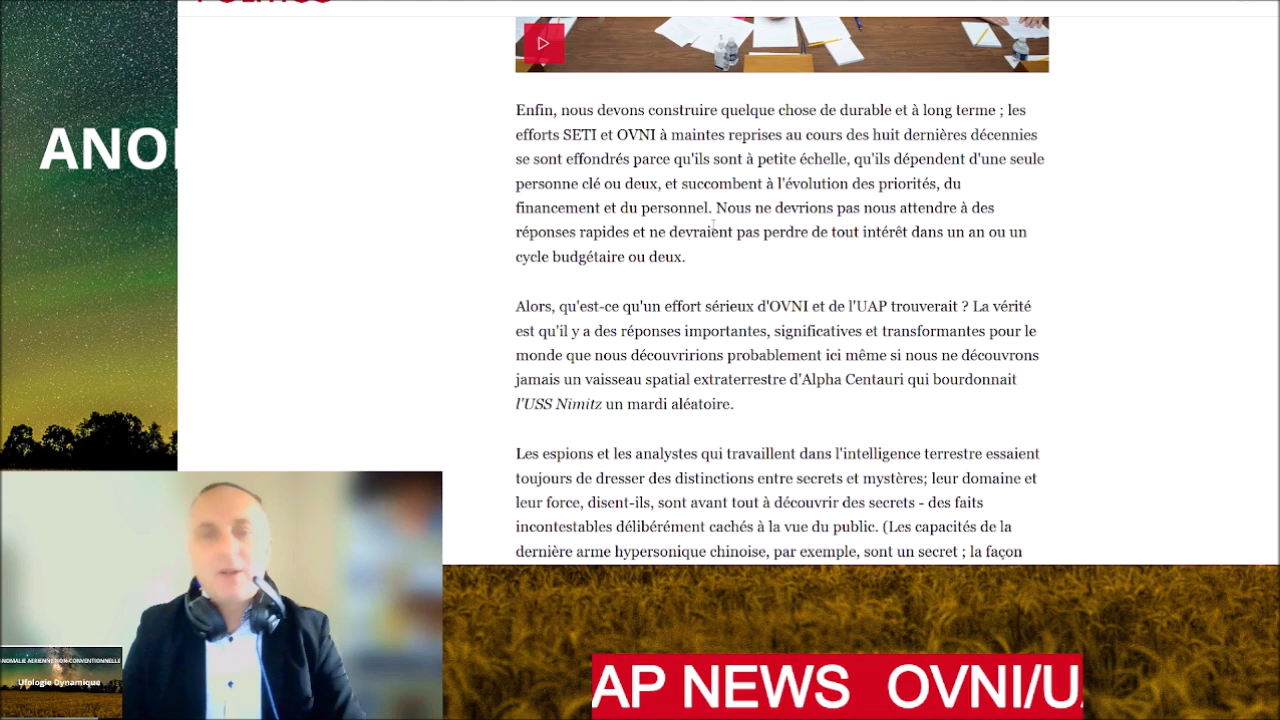 ANO
Enfin, nous devons construire quelque chose de durable et à long terme ; les
efforts SETI et OVNI à maintes reprises au cours des huit dernières décennies
se sont effondrés parce qu'ils sont à petite échelle, qu'ils dépendent d'une seule
personne clé ou deux, et succombent à l'évolution des priorités, du
financement et du personnel. Nous ne devrions pas nous attendre à des
réponses rapides et ne devraient pas perdre de tout intérêt dans un an ou un
cycle budgétaire ou deux.
Alors, qu'est-ce qu'un effort sérieux d'OVNI et de l'UAP trouverait ? La vérité
est qu'il y a des réponses importantes, significatives et transformantes pour le
monde que nous découvririons probablement ici même si nous ne découvrons
jamais un vaisseau spatial extraterrestre d'Alpha Centauri qui bourdonnait
l'USS Nimitz un mardi aléatoire.
Les espions et les analystes qui travaillent dans l'intelligence terrestre essaient
toujours de dresser des distinctions entre secrets et mystères; leur domaine et
leur force, disent-ils, sont avant tout à découvrir des secrets - des faits
incontestables délibérément cachés à la vue du public. (Les capacités de la
dernière arme hypersonique chinoise, par exemple, sont un secret ; la façon
ANOMALIE AERIENNE NON-CONVENTIONNELLE
Ufologie Dynamique
AP NEWS OVNI/U